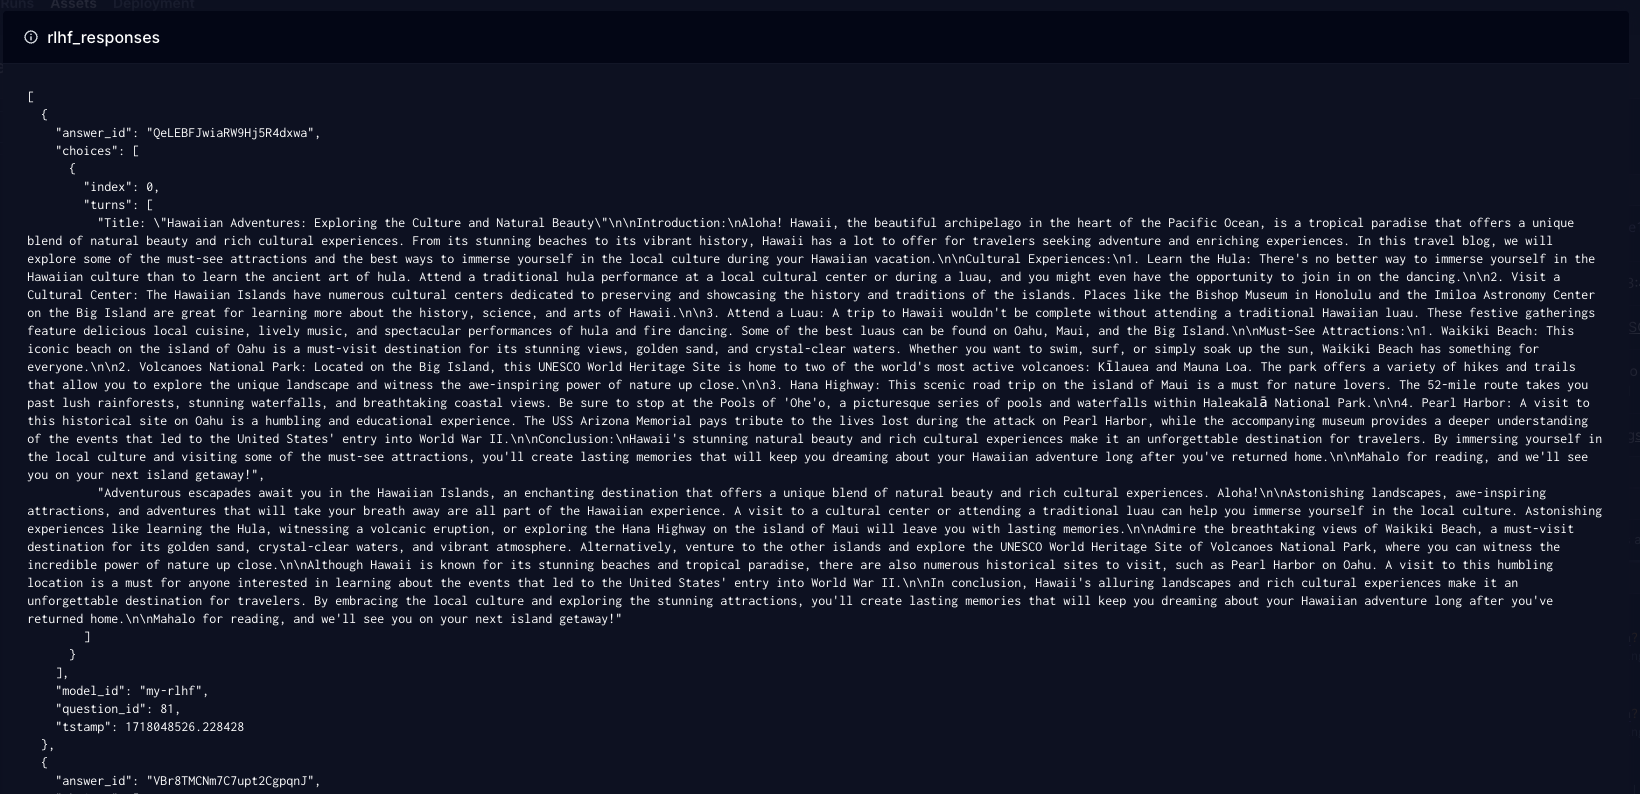 Runs Assets Deployment
rlhf_responses
[
{
"answer_id": "QeLEBFJwiaRW9Hj5R4dxwa",
"choices": [
{
"index": 0,
"turns": [
"Title: \"Hawaiian Adventures: Exploring the Culture and Natural Beauty\"\n\nIntroduction:\nAloha! Hawaii, the beautiful archipelago in the heart of the Pacific Ocean, is a tropical paradise that offers a unique
blend of natural beauty and rich cultural experiences. From its stunning beaches to its vibrant history, Hawaii has a lot to offer for travelers seeking adventure and enriching experiences. In this travel blog, we will
explore some of the must-see attractions and the best ways to immerse yourself in the local culture during your Hawaiian vacation.\n\nCultural Experiences:\n1. Learn the Hula: There's no better way to immerse yourself in the
Hawaiian culture than to learn the ancient art of hula. Attend a traditional hula performance at a local cultural center or during a luau, and you might even have the opportunity to join in on the dancing.\n\n2. Visit a
Cultural Center: The Hawaiian Islands have numerous cultural centers dedicated to preserving and showcasing the history and traditions of the islands. Places like the Bishop Museum in Honolulu and the Imiloa Astronomy Center
on the Big Island are great for learning more about the history, science, and arts of Hawaii.\n\n3. Attend a Luau: A trip to Hawaii wouldn't be complete without attending a traditional Hawaiian luau. These festive gatherings
feature delicious local cuisine, lively music, and spectacular performances of hula and fire dancing. Some of the best luaus can be found on Oahu, Maui, and the Big Island.\n\nMust-See Attractions:\n1. Waikiki Beach: This
iconic beach on the island of Oahu is a must-visit destination for its stunning views, golden sand, and crystal-clear waters. Whether you want to swim, surf, or simply soak up the sun, Waikiki Beach has something for
everyone.\n\n2. Volcanoes National Park: Located on the Big Island, this UNESCO World Heritage Site is home to two of the world's most active volcanoes: Kīlauea and Mauna Loa. The park offers a variety of hikes and trails
that allow you to explore the unique landscape and witness the awe-inspiring power of nature up close.\n\n3. Hana Highway: This scenic road trip on the island of Maui is a must for nature lovers. The 52-mile route takes you
past lush rainforests, stunning waterfalls, and breathtaking coastal views. Be sure to stop at the Pools of 'Ohe'o, a picturesque series of pools and waterfalls within Haleakalā National Park.\n\n4. Pearl Harbor: A visit to
this historical site on Oahu is a humbling and educational experience. The USS Arizona Memorial pays tribute to the lives lost during the attack on Pearl Harbor, while the accompanying museum provides a deeper understanding
of the events that led to the United States' entry into World War II.\n\nConclusion:\nHawaii's stunning natural beauty and rich cultural experiences make it an unforgettable destination for travelers. By immersing yourself in
the local culture and visiting some of the must-see attractions, you'll create lasting memories that will keep you dreaming about your Hawaiian adventure long after you've returned home.\n\nMahalo for reading, and we'll see
you on your next island getaway!",
"Adventurous escapes await you in the Hawaiian Islands, an enchanting destination that offers a unique blend of natural beauty and rich cultural experiences. Aloha!\n\nAstonishing landscapes, awe-inspiring
attractions, and adventures that will take your breath away are all part of the Hawaiian experience. A visit to a cultural center or attending a traditional luau can help you immerse yourself in the local culture. Astonishing
experiences like learning the Hula, witnessing a volcanic eruption, or exploring the Hana Highway on the island of Maui will leave you with lasting memories.\n\nAdmire the breathtaking views of Waikiki Beach, a must-visit
destination for its golden sand, crystal-clear waters, and vibrant atmosphere. Alternatively, venture to the other islands and explore the UNESCO World Heritage Site of Volcanoes National Park, where you can witness the
incredible power of nature up close.\n\nAlthough Hawaii is known for its stunning beaches and tropical paradise, there are also numerous historical sites to visit, such as Pearl Harbor on Oahu. A visit to this humbling
location is a must for anyone interested in learning about the events that led to the United States' entry into World War II.\n\nIn conclusion, Hawaii's alluring landscapes and rich cultural experiences make it an
unforgettable destination for travelers. By embracing the local culture and exploring the stunning attractions, you'll create lasting memories that will keep you dreaming about your Hawaiian adventure long after you've
returned home.\n\nMahalo for reading, and we'll see you on your next island getaway!"
]
}
],
"model_id": "my-rlhf",
"question_id": 81,
"tstamp": 1718048526.228428
},
{
"answer_id": "VBr8TMCNm7C7upt2CgpqnJ",